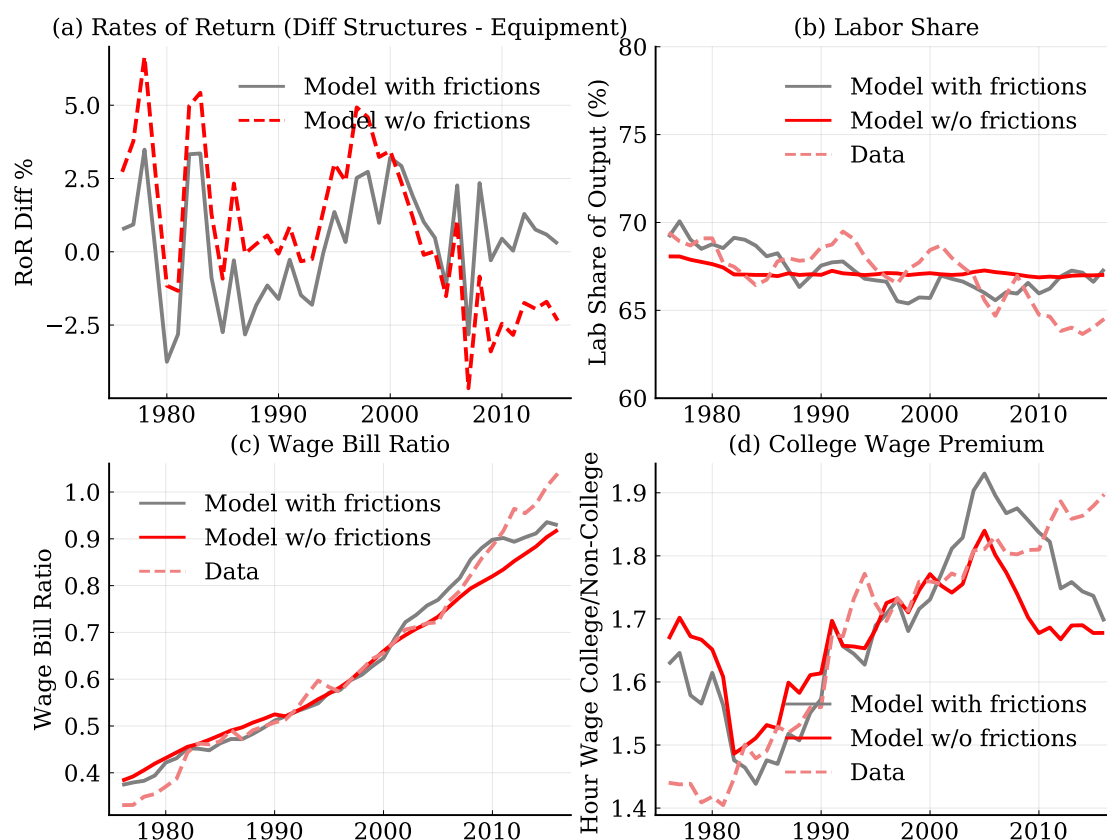 (a) Rates of Return (Diff Structures - Equipment)
RoR Diff %
5.0
2.5
0.0
−2.5
1980
1990
2000
2010
Model with frictions
Model w/o frictions
(b) Labor Share
Lab Share of Output (%)
80
75
70
65
60
1980
1990
2000
2010
Model with frictions
Model w/o frictions
Data
(c) Wage Bill Ratio
Wage Bill Ratio
1.0
0.9
0.8
0.7
0.6
0.5
0.4
1980
1990
2000
2010
Model with frictions
Model w/o frictions
Data
(d) College Wage Premium
Hour Wage College/Non-College
1.9
1.8
1.7
1.6
1.5
1.4
1980
1990
2000
2010
Model with frictions
Model w/o frictions
Data